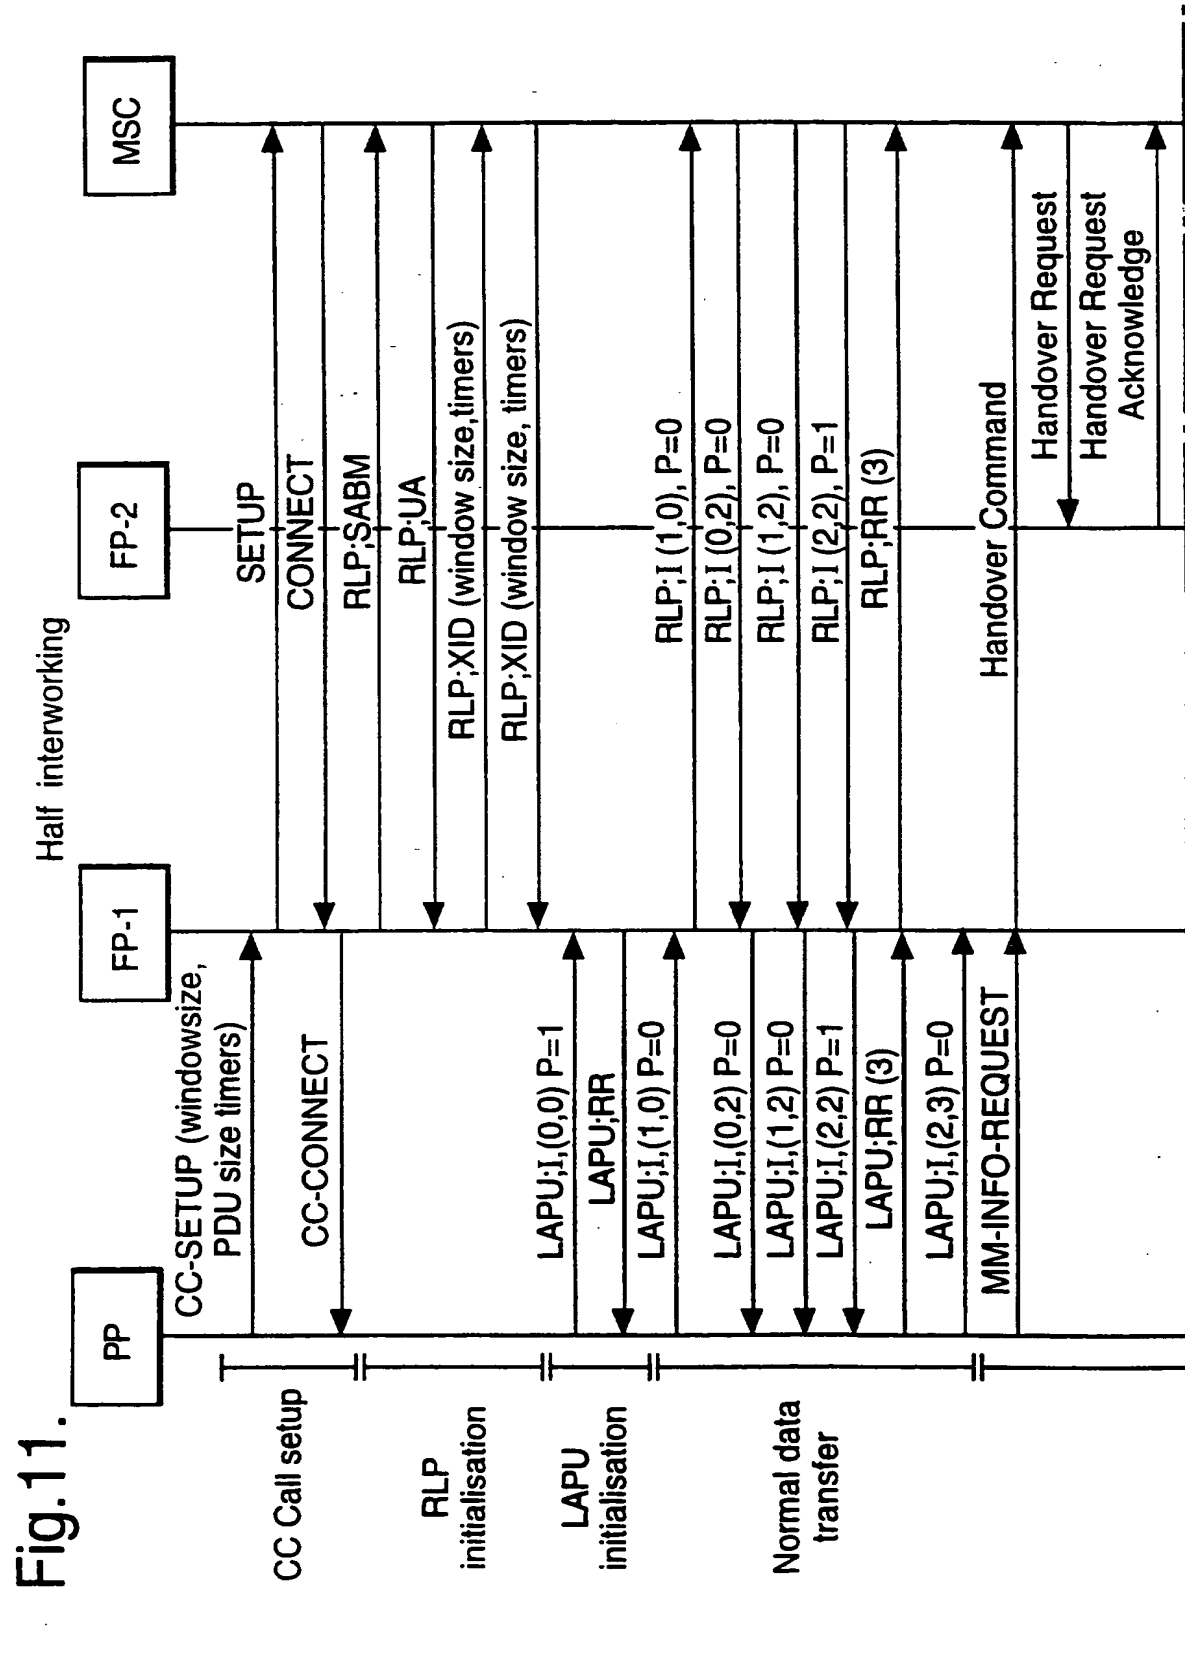 Fig.11.
Half interworking
PP
FP-1
FP-2
MSC
CC Call setup
CC-SETUP (windowsize,
PDU size timers)
SETUP
CONNECT
CC-CONNECT
RLP
initialisation
RLP;SABM
RLP;UA
RLP;XID (window size,timers)
RLP;XID (window size, timers)
LAPU
initialisation
LAPU;I,(0,0) P=1
LAPU;RR
LAPU;I,(1,0) P=0
Normal data
transfer
RLP;I (1,0), P=0
RLP;I (0,2), P=0
LAPU;I,(0,2) P=0
RLP;I (1,2), P=0
LAPU;I,(1,2) P=0
RLP;I (2,2), P=1
LAPU;I,(2,2) P=1
RLP;RR (3)
LAPU;RR (3)
LAPU;I,(2,3) P=0
MM-INFO-REQUEST
Handover Command
Handover Request
Handover Request
Acknowledge